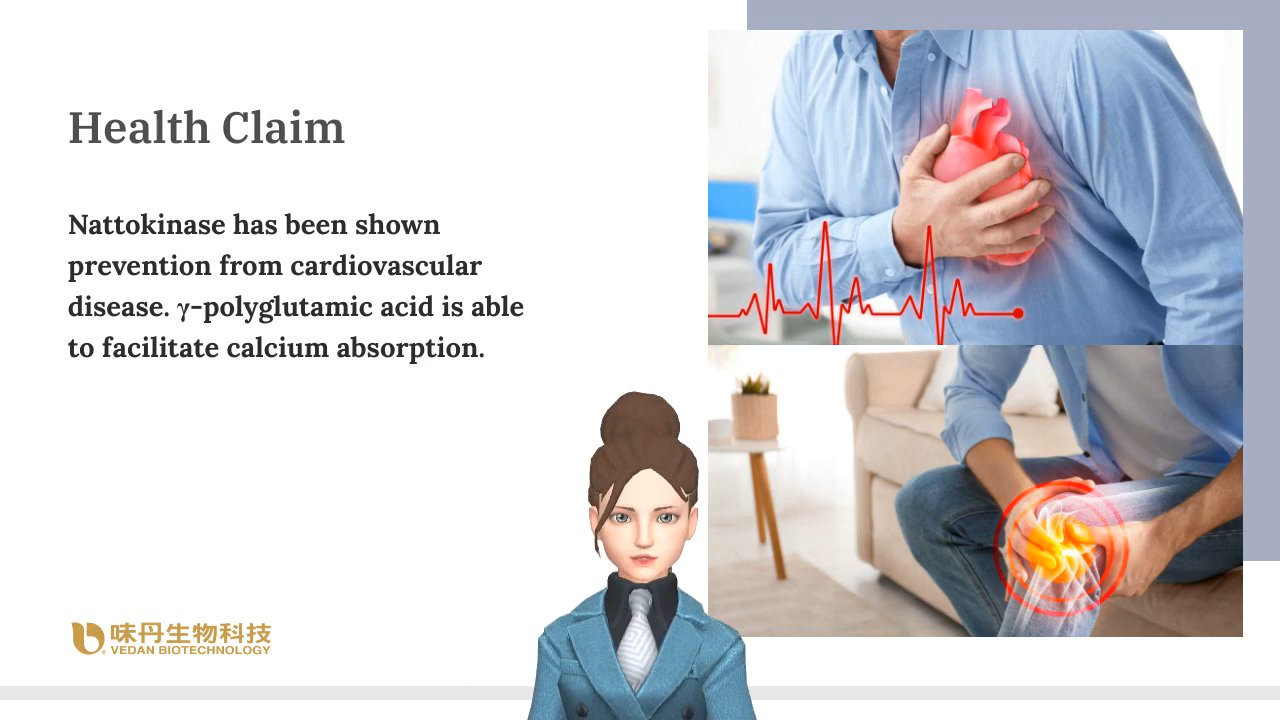 Health Claim
Nattokinase has been shown
prevention from cardiovascular
disease. γ-polyglutamic acid is able
to facilitate calcium absorption.
味丹生物科技
VEDAN BIOTECHNOLOGY